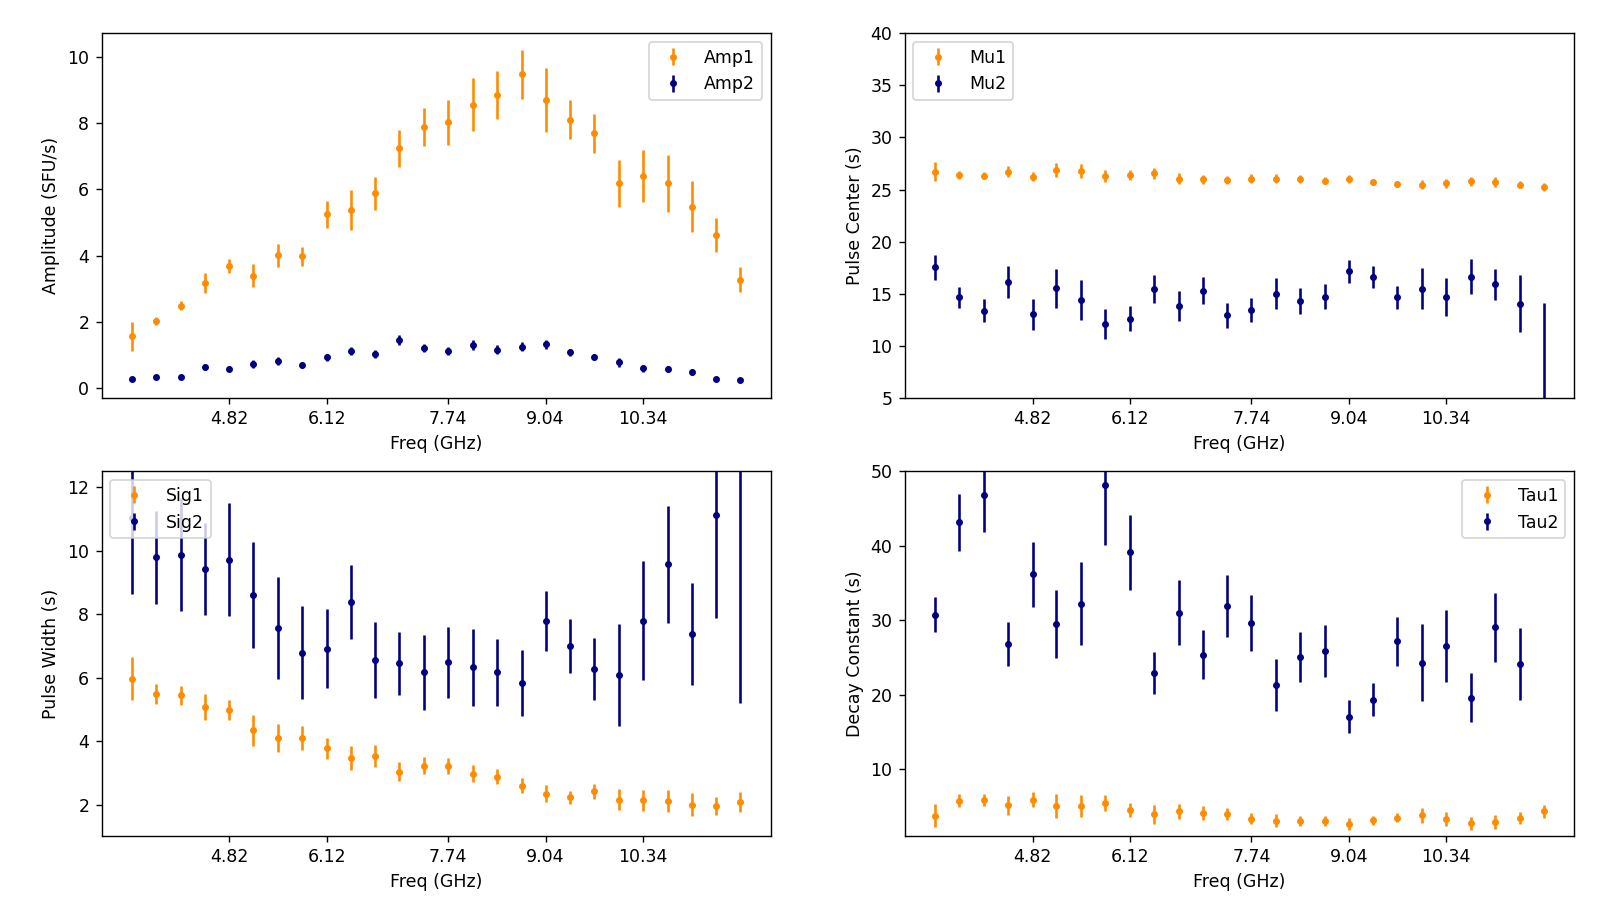 Amplitude (SFU/s)
10
8
6
4
2
0
Amp1
Amp2
4.82 6.12 7.74 9.04 10.34
Freq (GHz)
Pulse Center (s)
40
35
30
25
20
15
10
5
Mu1
Mu2
4.82 6.12 7.74 9.04 10.34
Freq (GHz)
Pulse Width (s)
12
10
8
6
4
2
Sig1
Sig2
4.82 6.12 7.74 9.04 10.34
Freq (GHz)
Decay Constant (s)
50
40
30
20
10
Tau1
Tau2
4.82 6.12 7.74 9.04 10.34
Freq (GHz)